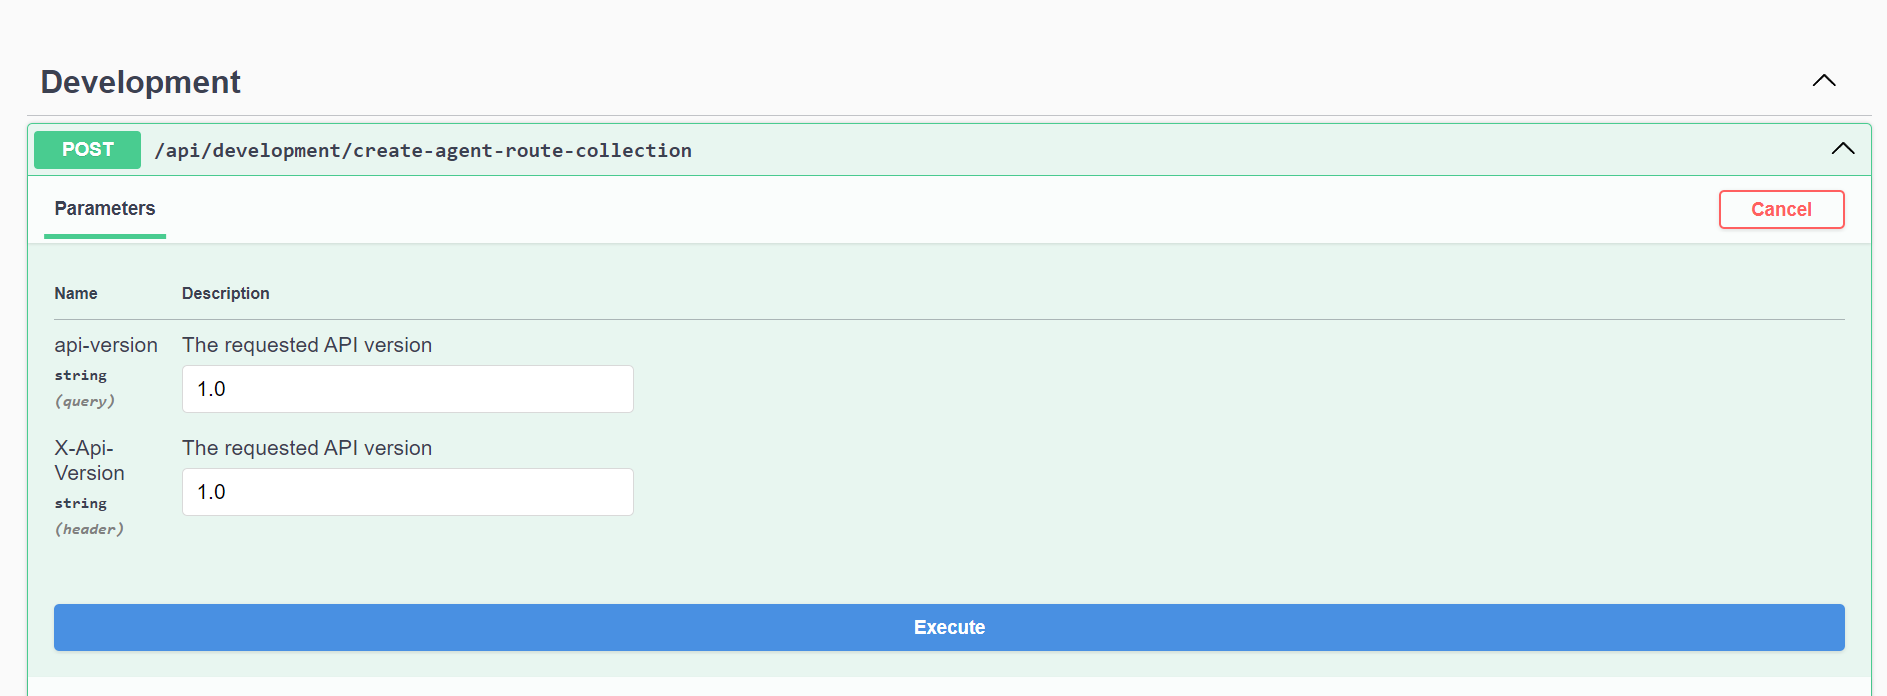 Development
POST /api/development/create-agent-route-collection
Parameters
Cancel
Name Description
api-version The requested API version
string
1.0
(query)
X-Api- The requested API version
Version
1.0
string
(header)
Execute